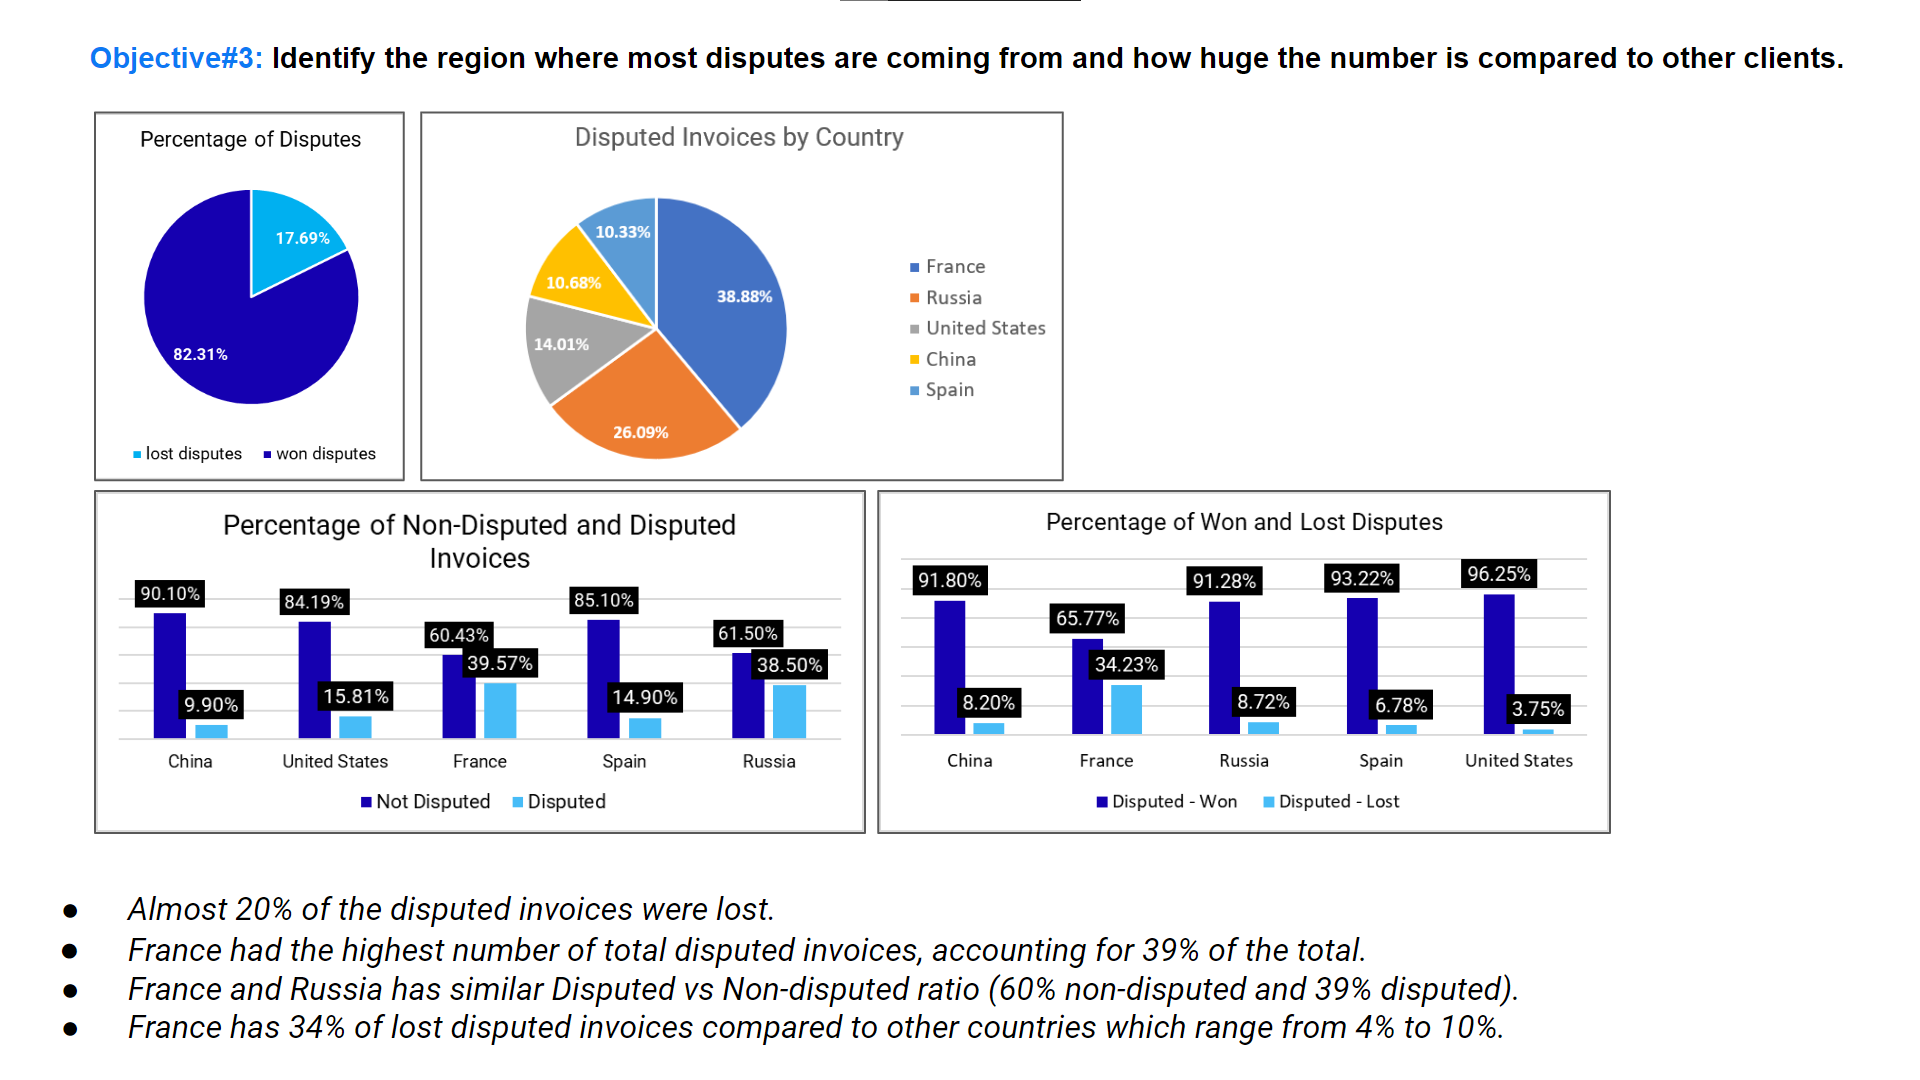 Objective#3: Identify the region where most disputes are coming from and how huge the number is compared to other clients.
Percentage of Disputes
17.69%
82.31%
lost disputes won disputes
Disputed Invoices by Country
10.33%
10.68%
38.88%
14.01%
26.09%
France
Russia
United States
China
Spain
Percentage of Non-Disputed and Disputed
Invoices
90.10%
84.19%
85.10%
60.43%
61.50%
39.57%
38.50%
9.90%
15.81%
14.90%
China United States France Spain Russia
Not Disputed Disputed
Percentage of Won and Lost Disputes
91.80%
91.28%
93.22%
96.25%
65.77%
34.23%
8.20%
8.72%
6.78%
3.75%
China France Russia Spain United States
Disputed - Won Disputed - Lost
● Almost 20% of the disputed invoices were lost.
● France had the highest number of total disputed invoices, accounting for 39% of the total.
● France and Russia has similar Disputed vs Non-disputed ratio (60% non-disputed and 39% disputed).
● France has 34% of lost disputed invoices compared to other countries which range from 4% to 10%.